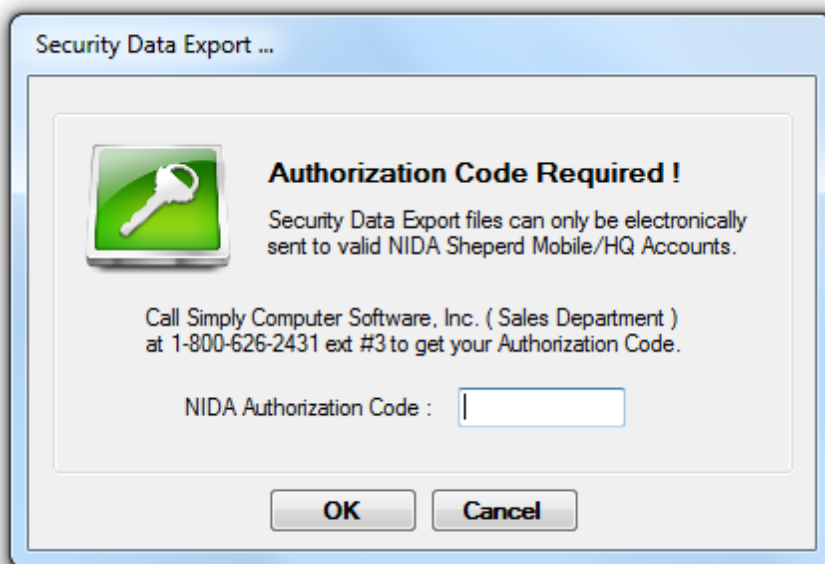 Security Data Export ...
Authorization Code Required !
Security Data Export files can only be electronically
sent to valid NIDA Sheperd Mobile/HQ Accounts.
Call Simply Computer Software, Inc. ( Sales Department )
at 1-800-626-2431 ext #3 to get your Authorization Code.
NIDA Authorization Code :
OK Cancel